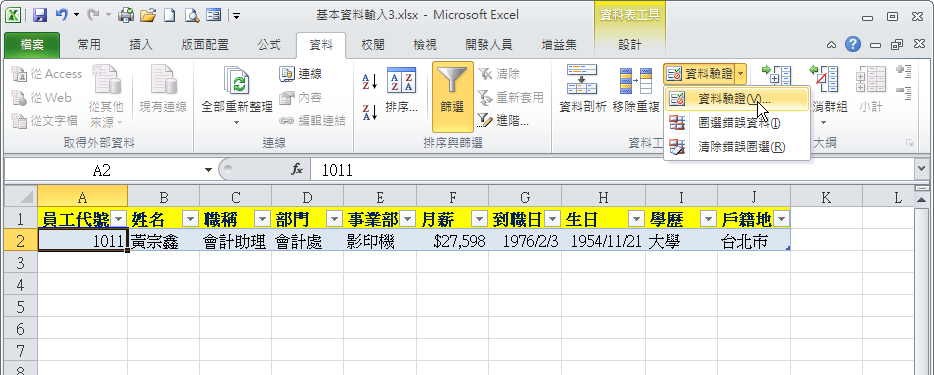 基本資料輸入3.xlsx - Microsoft Excel
資料表工具
檔案 常用 插入 版面配置 公式 資料 校閱 檢視 開發人員 增益集 設計
從 Access
從 Web
從文字檔
從其他來源
現有連線
取得外部資料
全部重新整理
連線
內容
編輯連結
連線
排序...
篩選
清除
重新套用
進階...
排序與篩選
資料剖析
移除重複
資料驗證
資料驗證(V)...
圈選錯誤資料(I)
清除錯誤圈選(R)
資料工
消群組
小計
大綱
A2 fx 1011
A B C D E F G H I J K L
1 員工代號 姓名 職稱 部門 事業部 月薪 到職日 生日 學歷 戶籍地
2 1011 黃宗鑫 會計助理 會計處 影印機 $27,598 1976/2/3 1954/11/21 大學 台北市
3
4
5
6
7
8